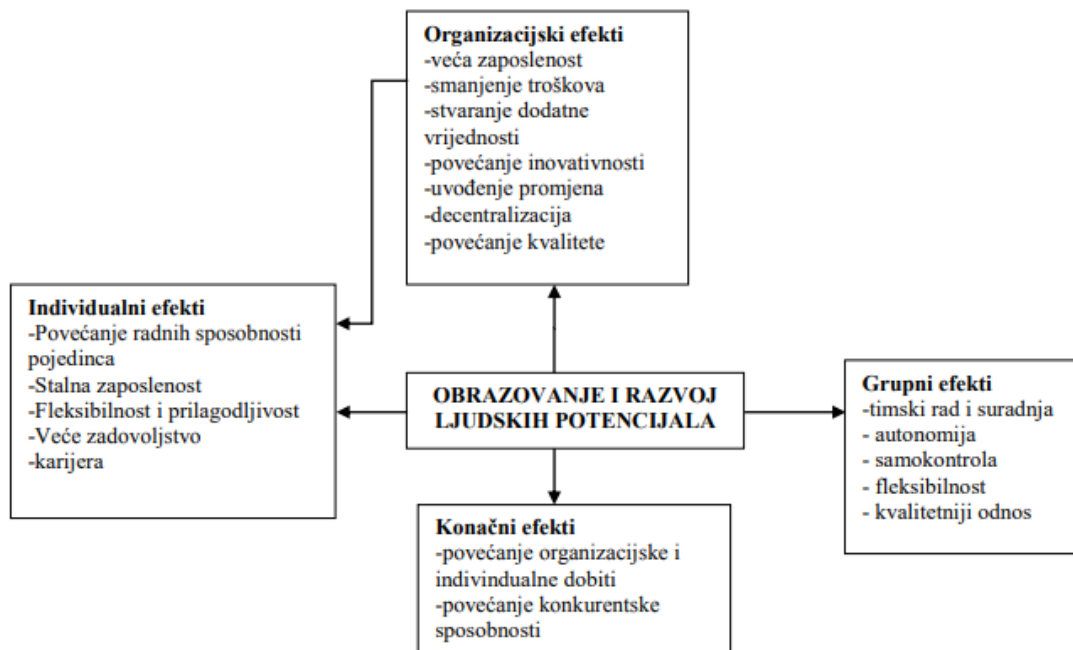 Organizacijski efekti
-veća zaposlenost
-smanjenje troškova
-stvaranje dodatne
vrijednosti
-povećanje inovativnosti
-uvođenje promjena
-decentralizacija
-povećanje kvalitete
Individualni efekti
-Povećanje radnih sposobnosti
pojedinca
-Stalna zaposlenost
-Fleksibilnost i prilagodljivost
-Veće zadovoljstvo
-karijera
OBRAZOVANJE I RAZVOJ
LJUDSKIH POTENCIJALA
Grupni efekti
-timski rad i suradnja
- autonomija
- samokontrola
- fleksibilnost
- kvalitetniji odnos
Konačni efekti
-povećanje organizacijske i
indivindualne dobiti
-povećanje konkurentske
sposobnosti